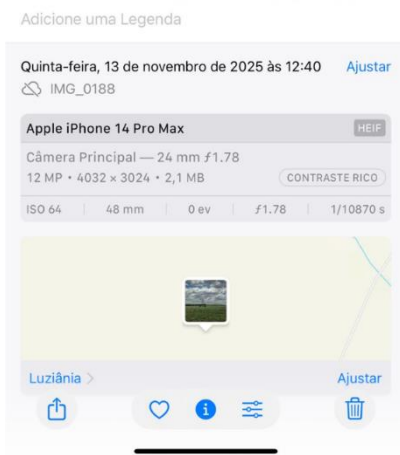 Adicione uma Legenda
Quinta-feira, 13 de novembro de 2025 às 12:40 Ajustar
IMG_0188
Apple iPhone 14 Pro Max HEIF
Câmera Principal — 24 mm ƒ1.78
12 MP • 4032 × 3024 • 2,1 MB CONTRASTE RICO
ISO 64 48 mm 0 ev ƒ1.78 1/10870 s
Luziânia Ajustar